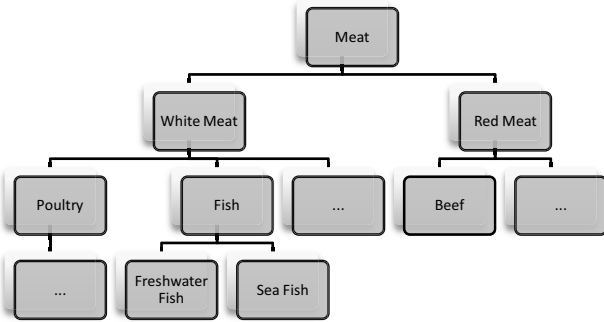 Meat
White Meat
Red Meat
Poultry
Fish
...
Beef
...
...
Freshwater
Fish
Sea Fish